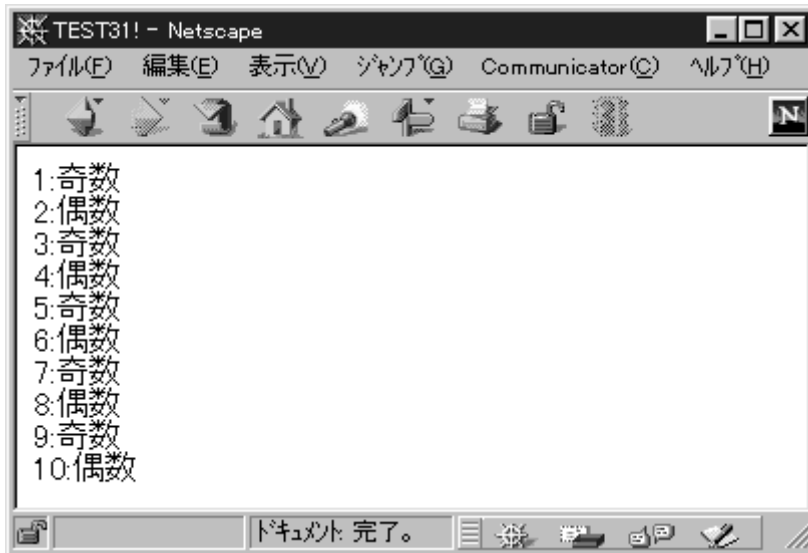 TEST31! - Netscape
ファイル(F) 編集(E) 表示(V) ジャンプ(G) Communicator(C) ヘルプ(H)
N
1:奇数
2:偶数
3:奇数
4:偶数
5:奇数
6:偶数
7:奇数
8:偶数
9:奇数
10:偶数
ドキュメント: 完了。